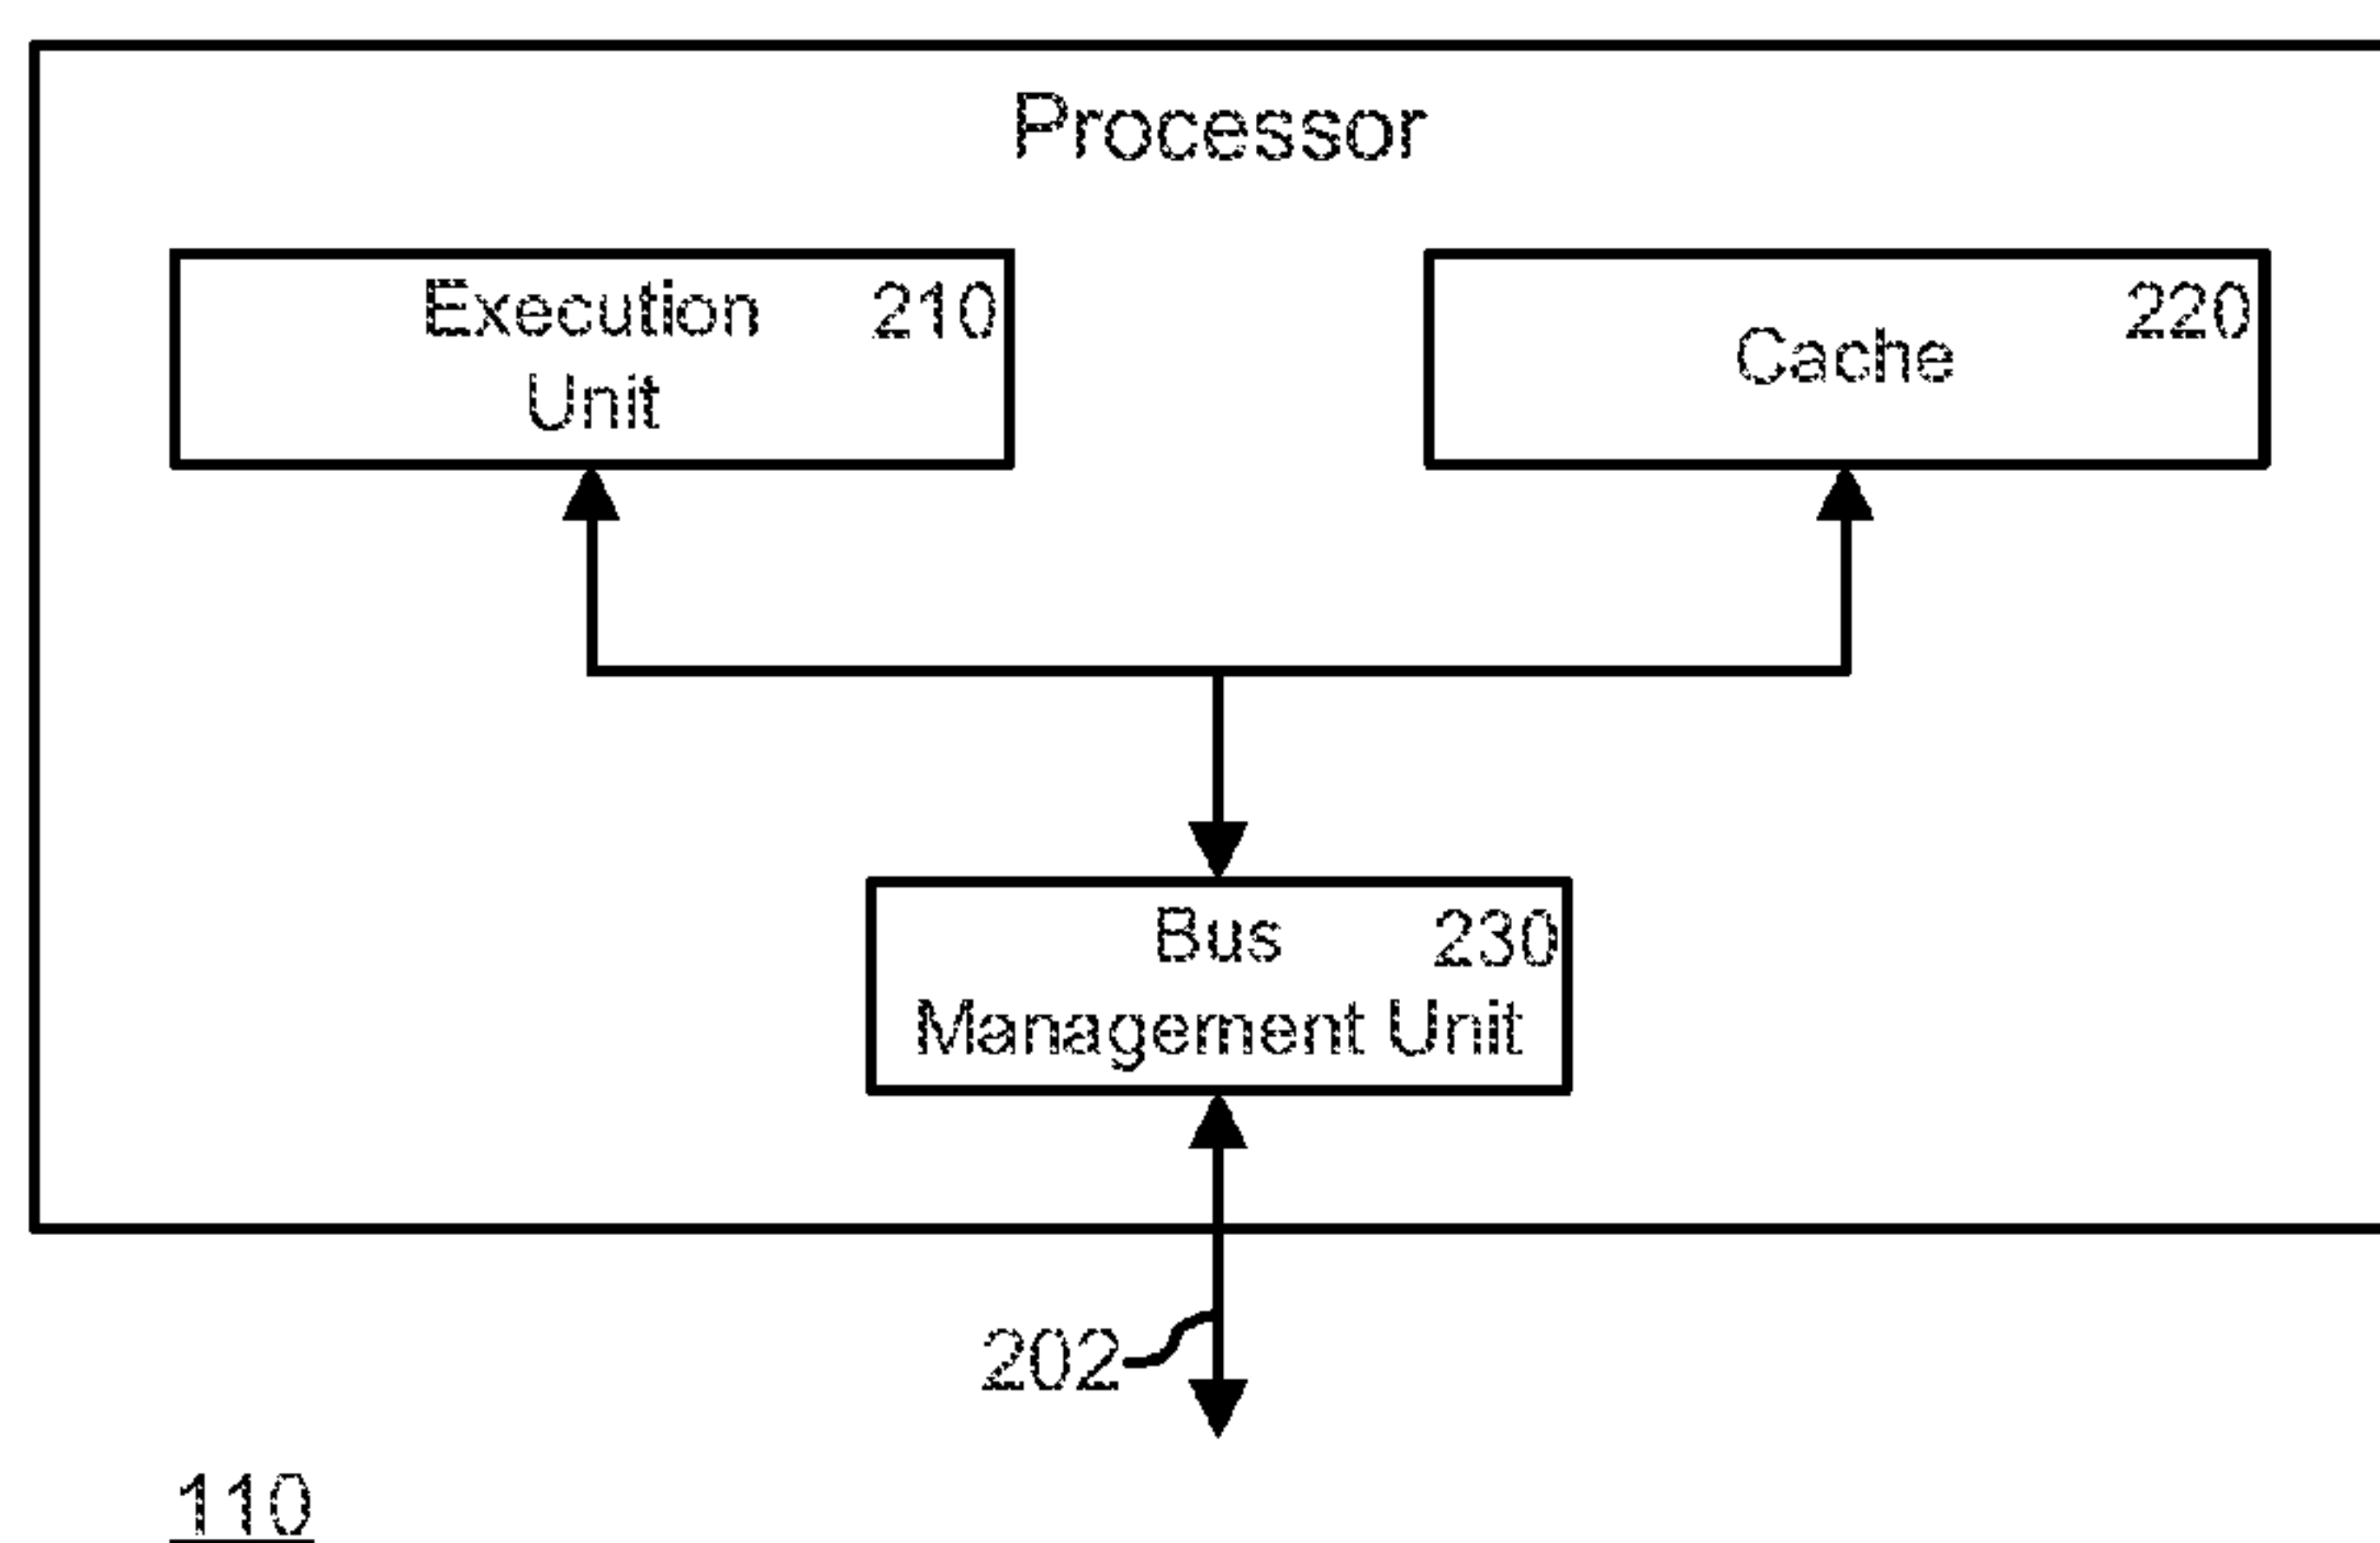 Processor
Execution 210
Unit
220
Cache
Bus 230
Management Unit
202
110